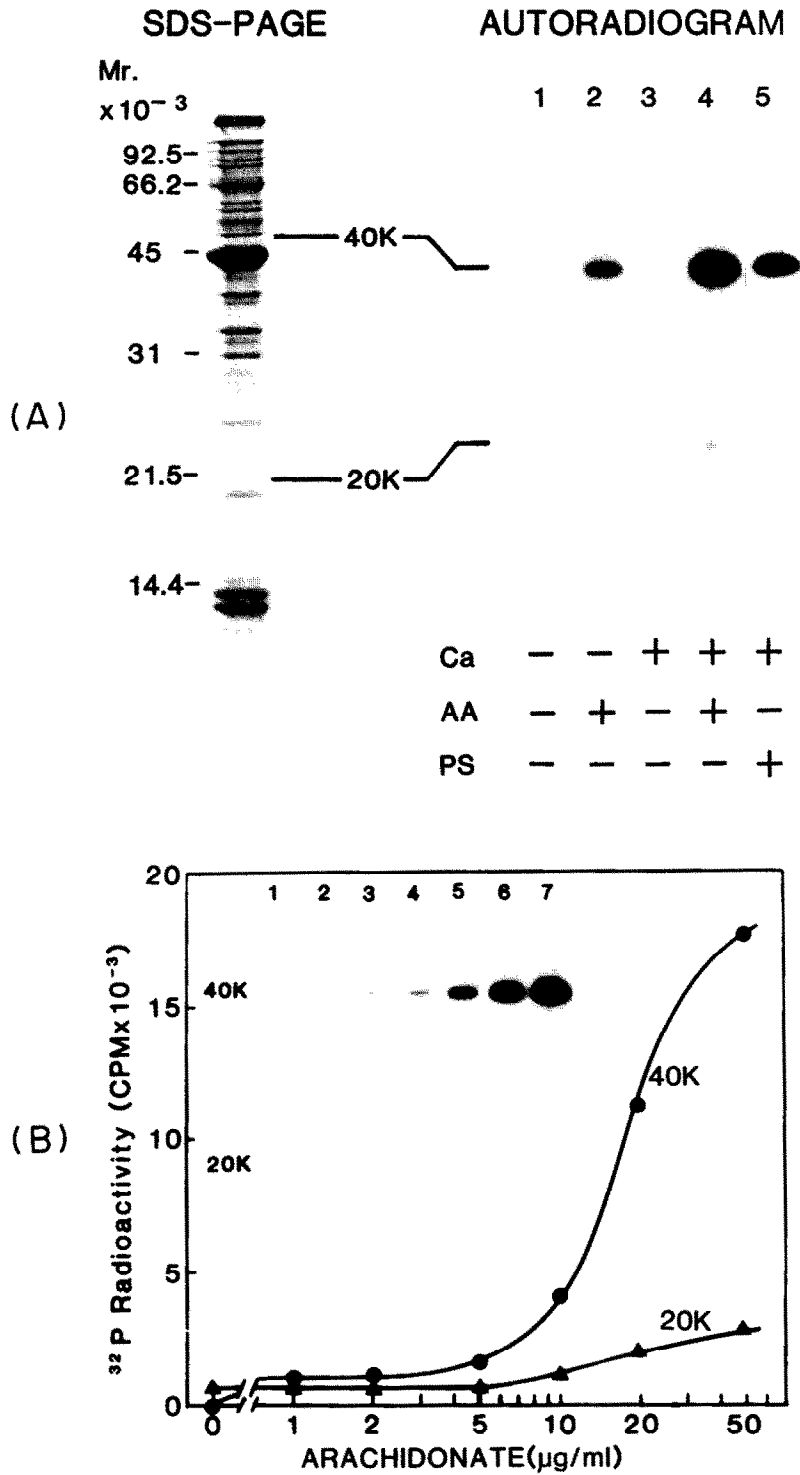 SDS-PAGE AUTORADIOGRAM
Mr.
x10⁻³
1 2 3 4 5
92.5-
66.2-
45 -
40K
31 -
(A)
21.5-
20K
14.4-
Ca - - + + +
AA - + - + -
PS - - - - +
(B)
³²P Radioactivity (CPMx10⁻³)
20
15
10
5
0
1 2 3 4 5 6 7
40K
20K
40K
20K
0 1 2 5 10 20 50
ARACHIDONATE(µg/ml)